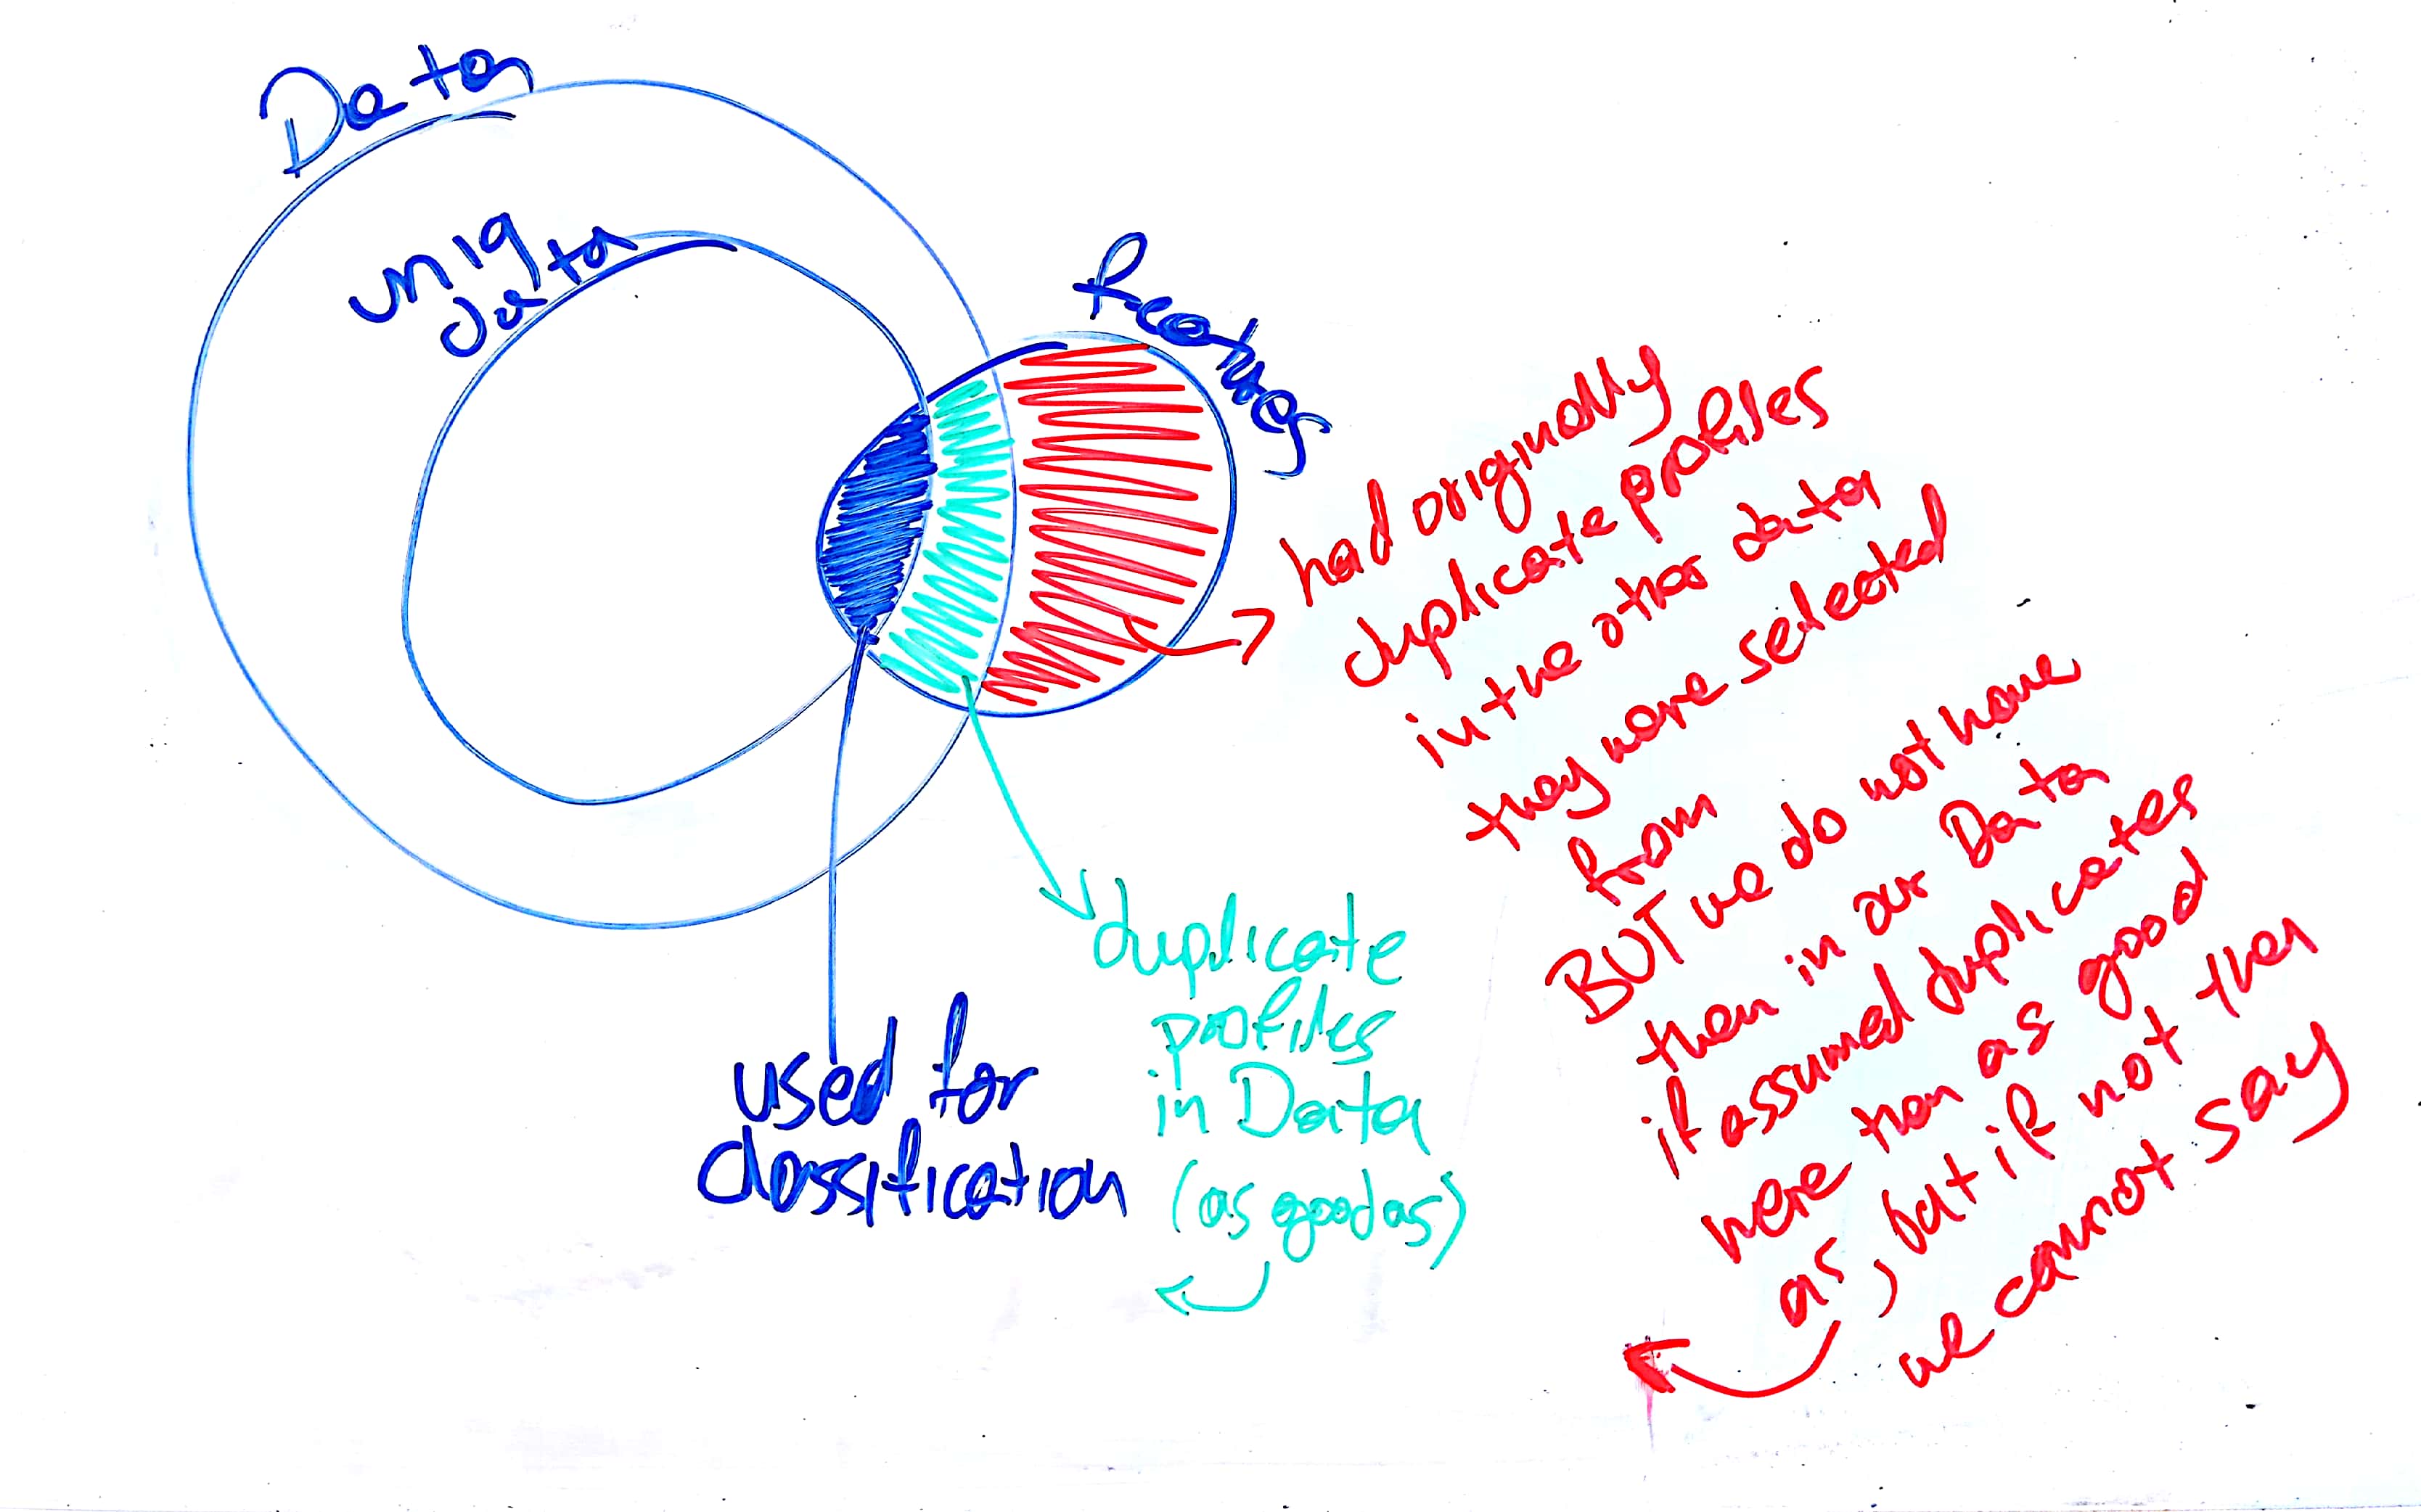 Data
uniq
data
features
had originally
duplicate profiles
in the other data
they were selected
from
BUT we do not have
them in our Data
if assumed duplicates
here then as good
as, but if not then
we cannot say
duplicate
profiles
in Data
(as good as)
used for
classification